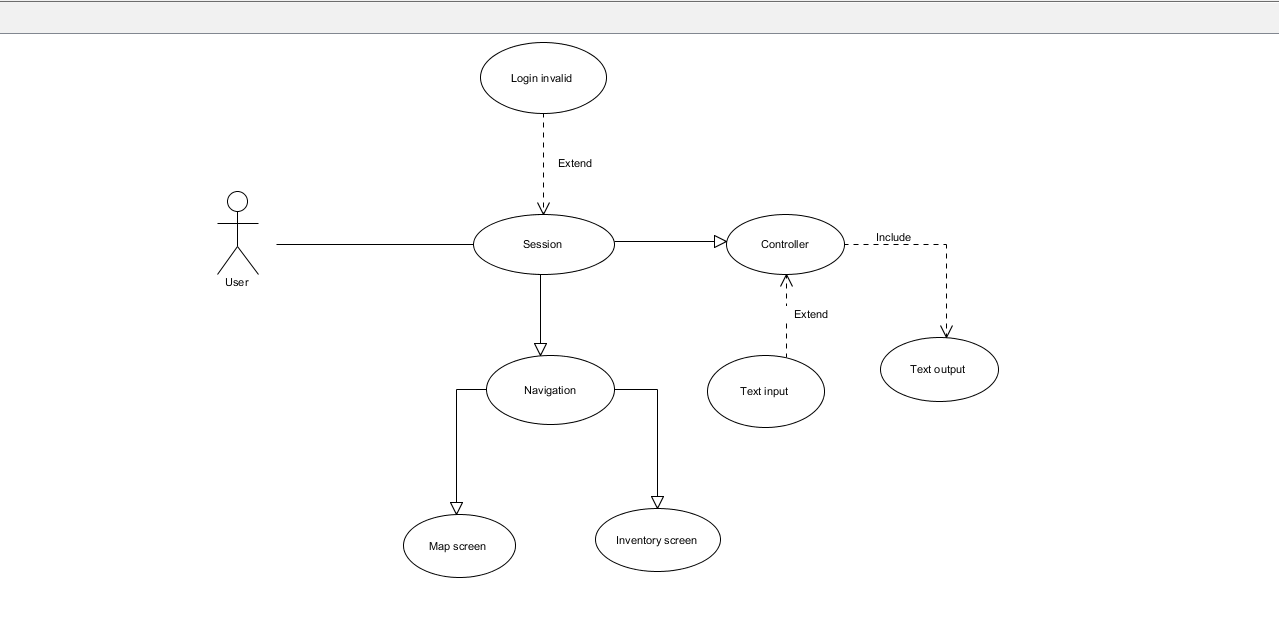 Login invalid
Extend
User
Session
Controller
Include
Extend
Navigation
Text input
Text output
Map screen
Inventory screen